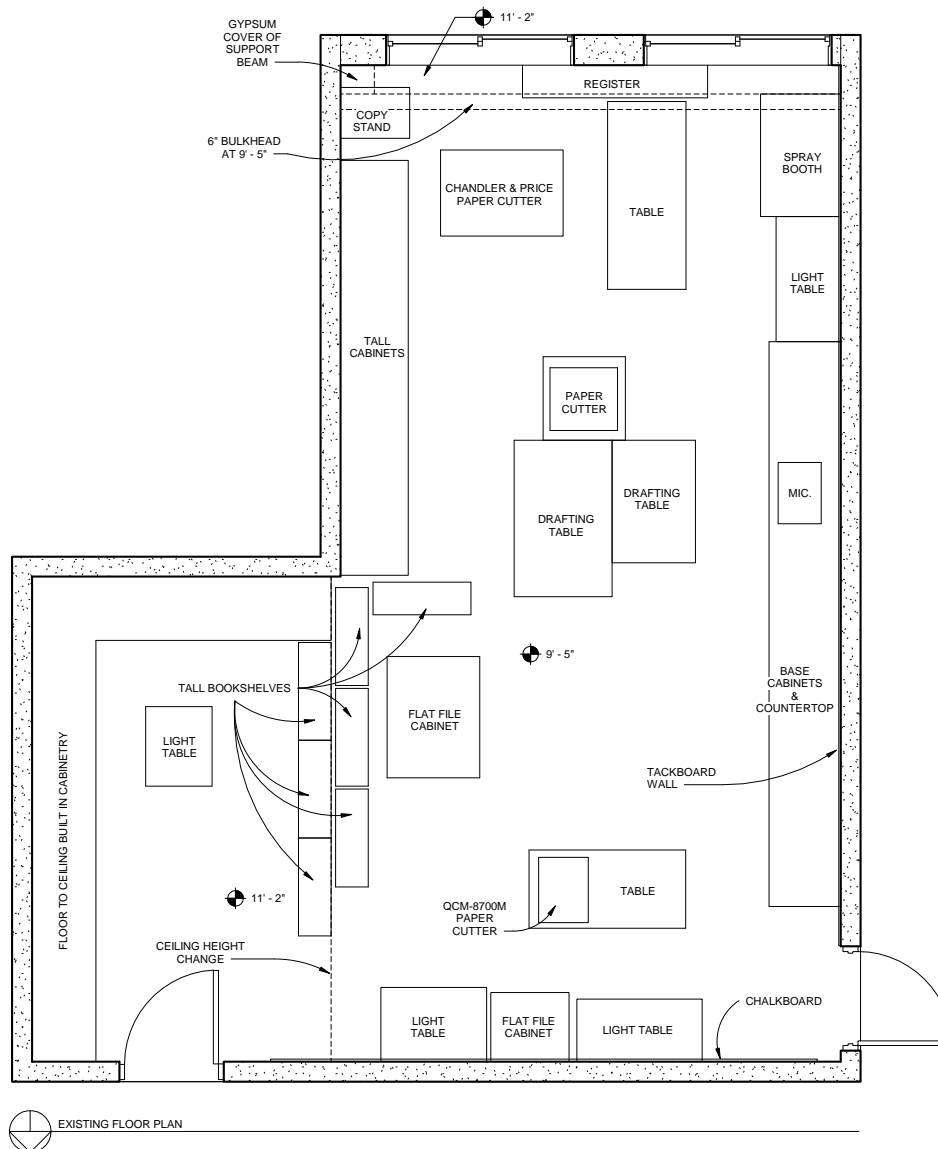 GYPSUM
COVER OF
SUPPORT
BEAM
11' - 2"
REGISTER
COPY
STAND
6" BULKHEAD
AT 9' - 5"
CHANDLER & PRICE
PAPER CUTTER
TABLE
SPRAY
BOOTH
LIGHT
TABLE
TALL
CABINETS
PAPER
CUTTER
DRAFTING
TABLE
DRAFTING
TABLE
MIC.
9' - 5"
TALL BOOKSHELVES
FLAT FILE
CABINET
BASE
CABINETS
&
COUNTERTOP
LIGHT
TABLE
FLOOR TO CEILING BUILT IN CABINETRY
TACKBOARD
WALL
11' - 2"
QCM-8700M
PAPER
CUTTER
TABLE
CEILING HEIGHT
CHANGE
LIGHT
TABLE
FLAT FILE
CABINET
LIGHT TABLE
CHALKBOARD
EXISTING FLOOR PLAN